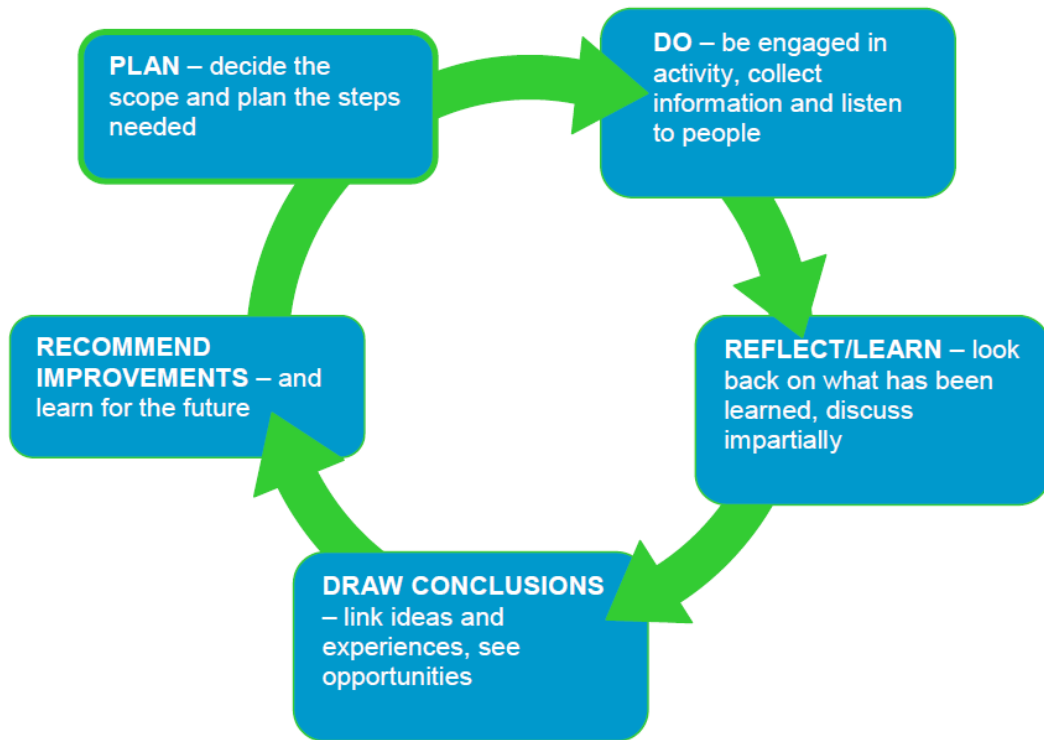 PLAN – decide the
scope and plan the steps
needed
DO – be engaged in
activity, collect
information and listen
to people
REFLECT/LEARN – look
back on what has been
learned, discuss
impartially
DRAW CONCLUSIONS
– link ideas and
experiences, see
opportunities
RECOMMEND
IMPROVEMENTS – and
learn for the future